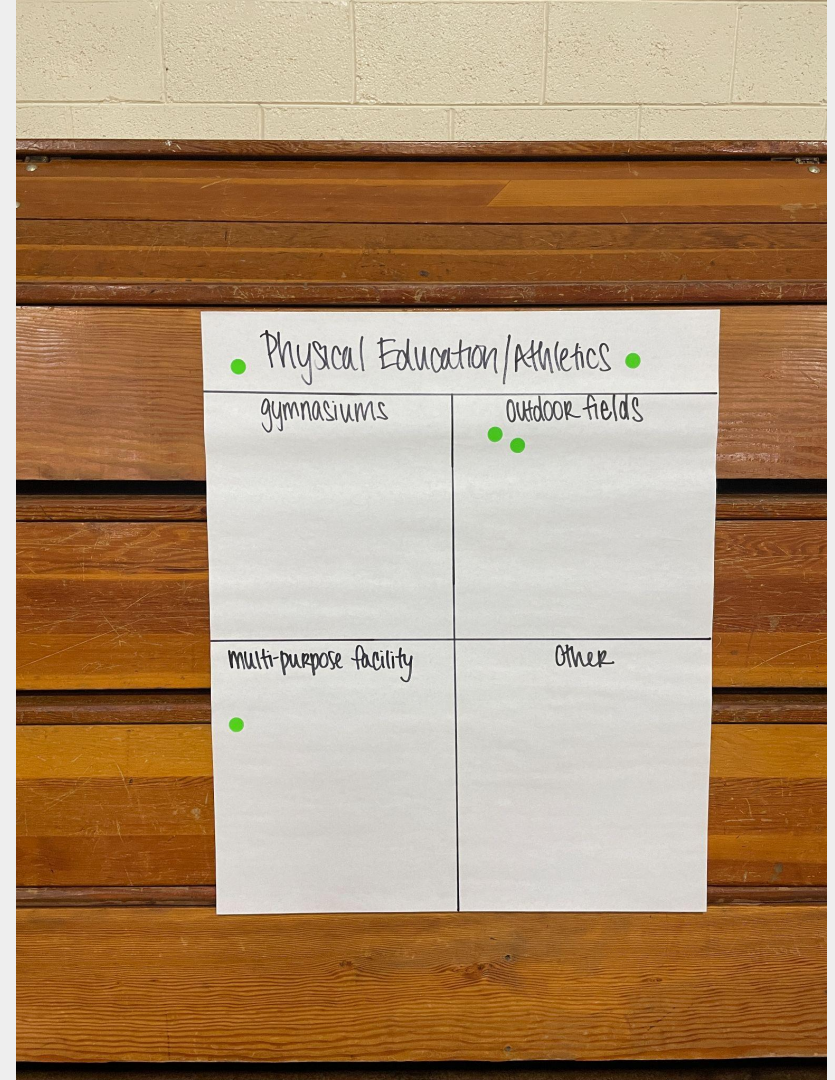 Physical Education/Athletics
gymnasiums
outdoor fields
multi-purpose facility
Other